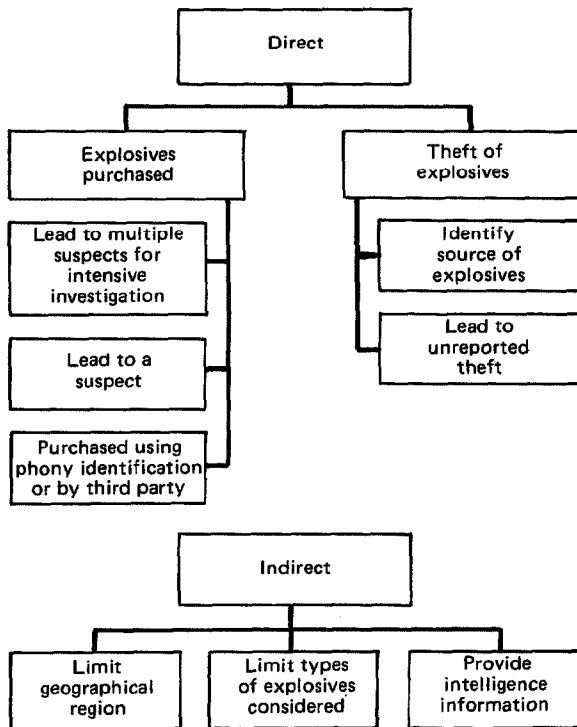 Direct
Explosives
purchased
Lead to multiple
suspects for
intensive
investigation
Lead to a
suspect
Purchased using
phony identification
or by third party
Theft of
explosives
Identify
source of
explosives
Lead to
unreported
theft
Indirect
Limit
geographical
region
Limit types
of explosives
considered
Provide
intelligence
information